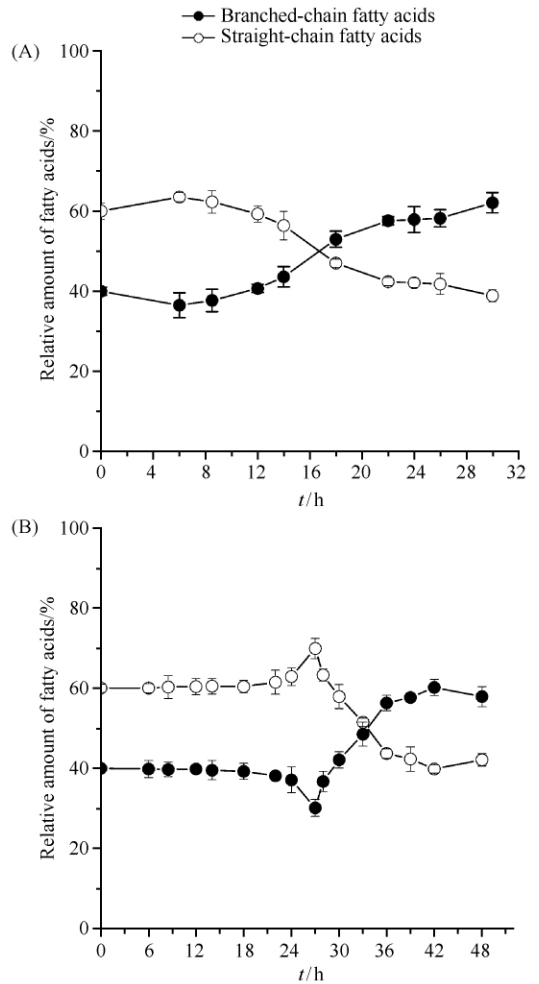 Branched-chain fatty acids
Straight-chain fatty acids
(A)
100
80
60
40
20
0
Relative amount of fatty acids/%
0 4 8 12 16 20 24 28 32
t/h
(B)
100
80
60
40
20
0
Relative amount of fatty acids/%
0 6 12 18 24 30 36 42 48
t/h